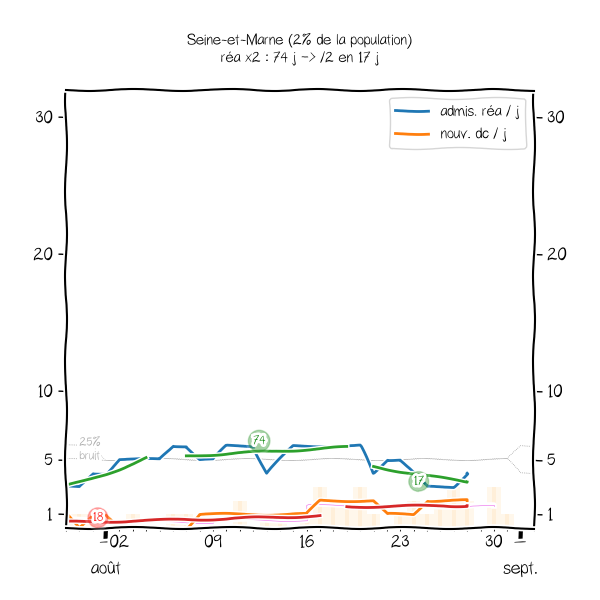 Seine-et-Marne (2% de la population)
réa x2 : 74 j -> /2 en 17 j
admis. réa / j
nouv. dc / j
30
30
20
20
10
10
25%
74
bruit
5
5
17
18
1
1
02
09
16
23
30
août
sept.